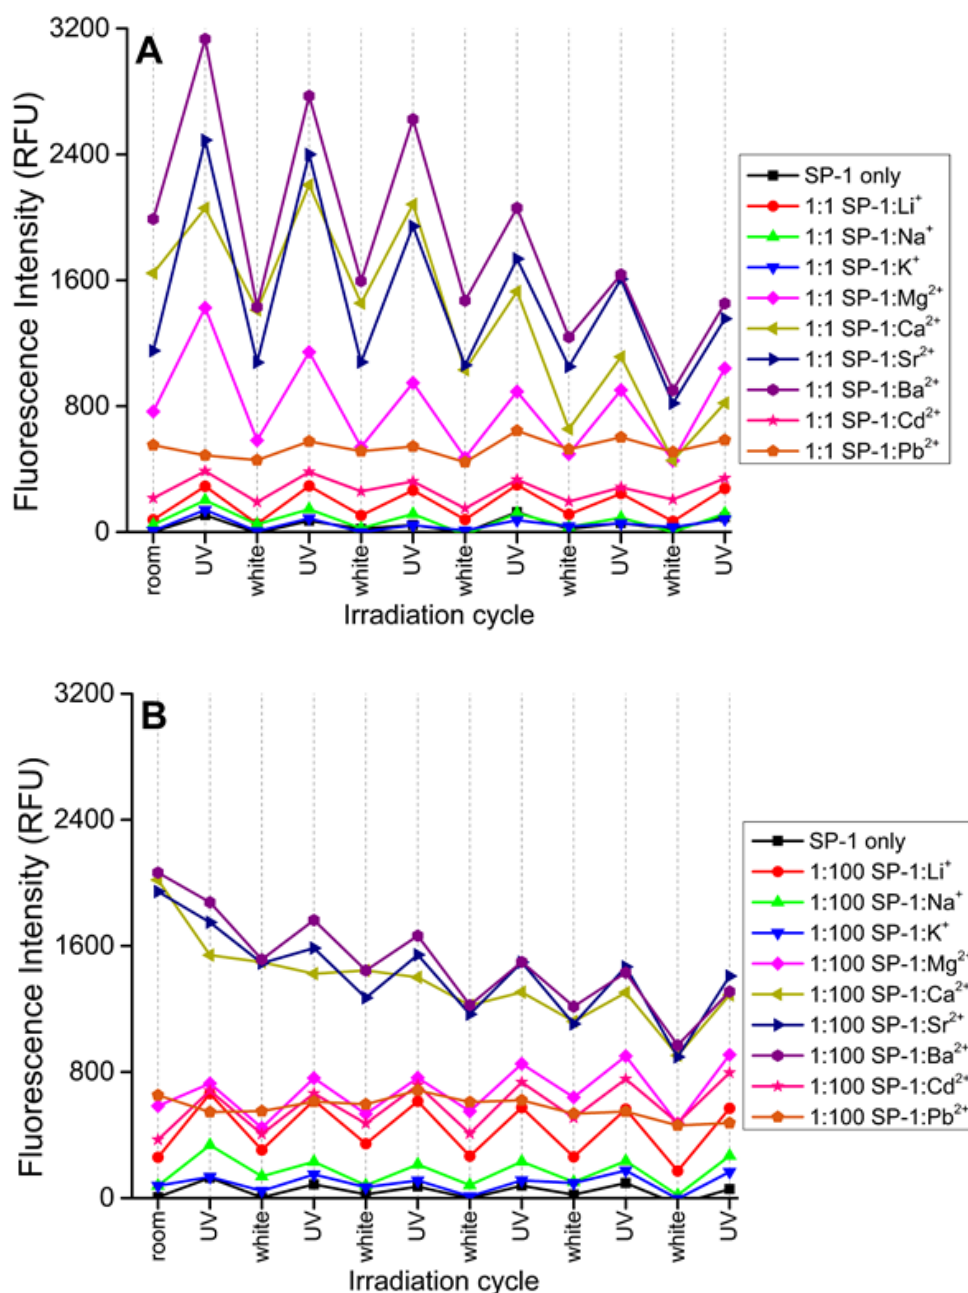 A
3200
2400
1600
800
0
Fluorescence Intensity (RFU)
room
UV
white
UV
white
UV
white
UV
white
UV
white
UV
Irradiation cycle
SP-1 only
1:1 SP-1:Li⁺
1:1 SP-1:Na⁺
1:1 SP-1:K⁺
1:1 SP-1:Mg²⁺
1:1 SP-1:Ca²⁺
1:1 SP-1:Sr²⁺
1:1 SP-1:Ba²⁺
1:1 SP-1:Cd²⁺
1:1 SP-1:Pb²⁺
B
3200
2400
1600
800
0
Fluorescence Intensity (RFU)
room
UV
white
UV
white
UV
white
UV
white
UV
white
UV
Irradiation cycle
SP-1 only
1:100 SP-1:Li⁺
1:100 SP-1:Na⁺
1:100 SP-1:K⁺
1:100 SP-1:Mg²⁺
1:100 SP-1:Ca²⁺
1:100 SP-1:Sr²⁺
1:100 SP-1:Ba²⁺
1:100 SP-1:Cd²⁺
1:100 SP-1:Pb²⁺